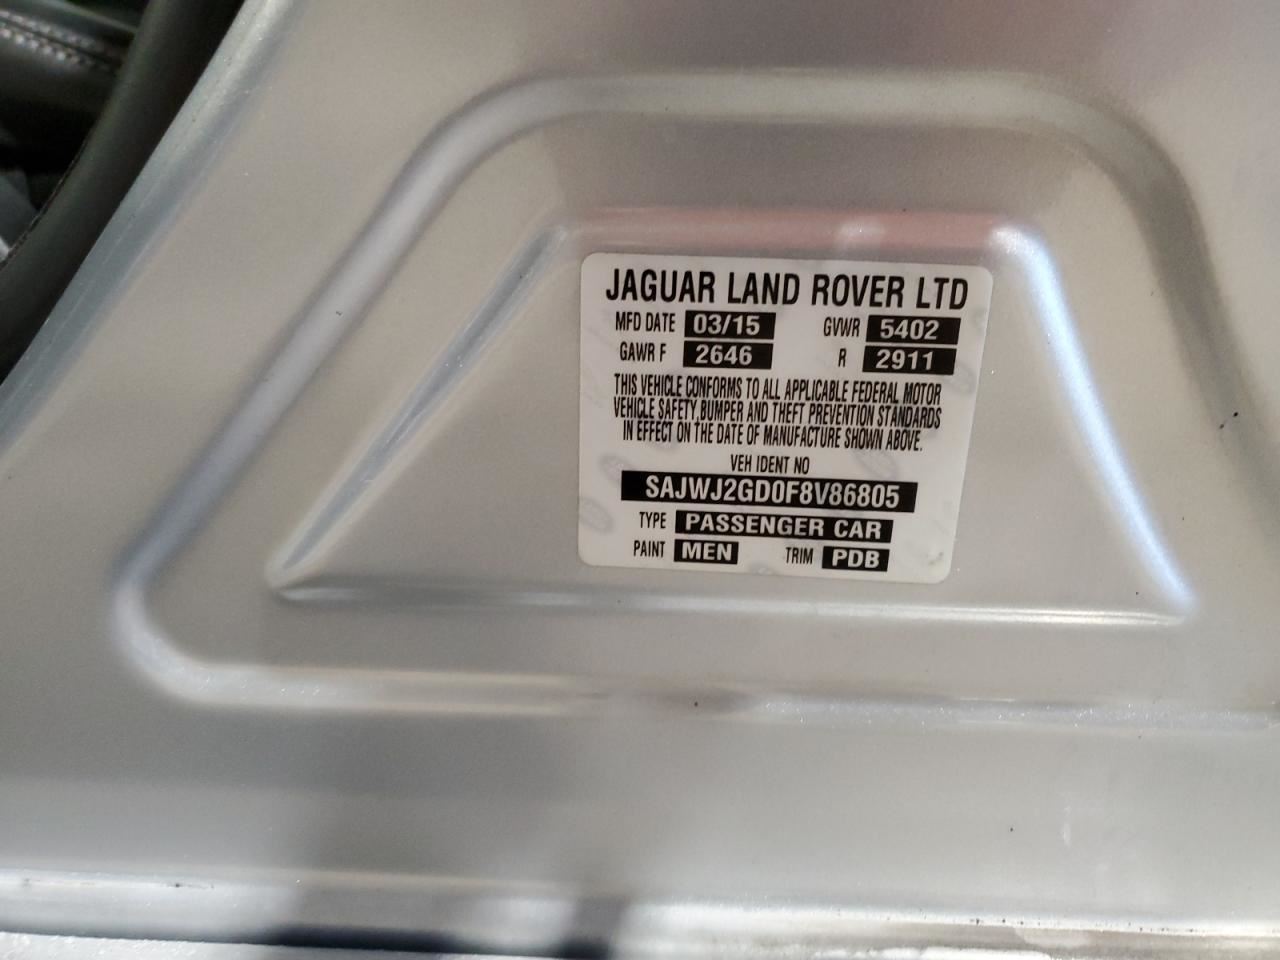 JAGUAR LAND ROVER LTD
MFD DATE 03/15 GVWR 5402
GAWR F 2646 R 2911
THIS VEHICLE CONFORMS TO ALL APPLICABLE FEDERAL MOTOR
VEHICLE SAFETY, BUMPER AND THEFT PREVENTION STANDARDS
IN EFFECT ON THE DATE OF MANUFACTURE SHOWN ABOVE.
VEH IDENT NO
SAJWJ2GD0F8V86805
TYPE PASSENGER CAR
PAINT MEN TRIM PDB